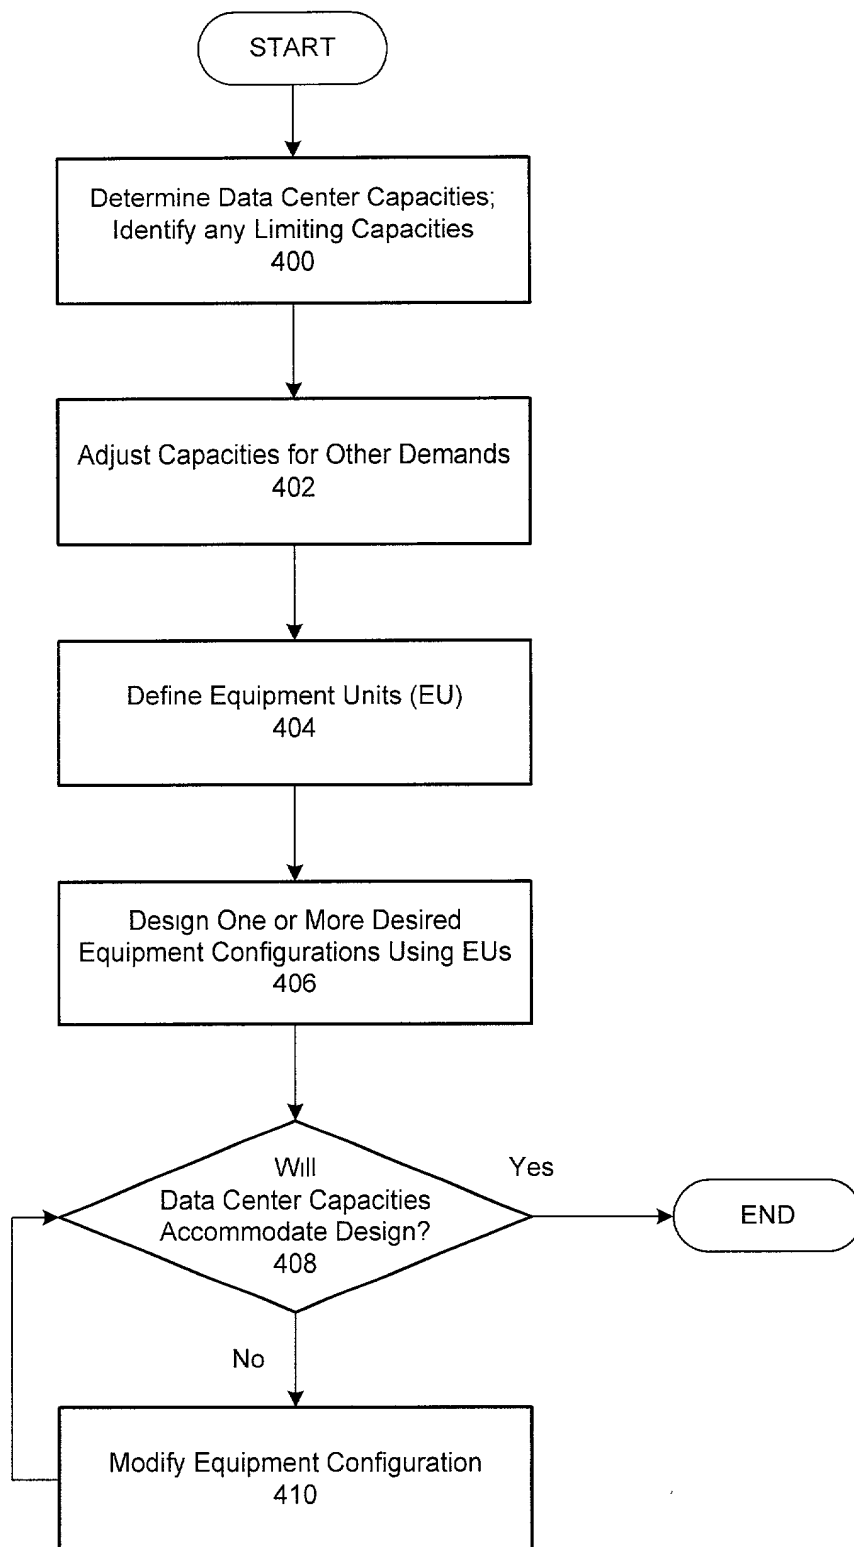 START
Determine Data Center Capacities;
Identify any Limiting Capacities
400
Adjust Capacities for Other Demands
402
Define Equipment Units (EU)
404
Design One or More Desired
Equipment Configurations Using EUs
406
Will
Data Center Capacities
Accommodate Design?
408
Yes
END
No
Modify Equipment Configuration
410